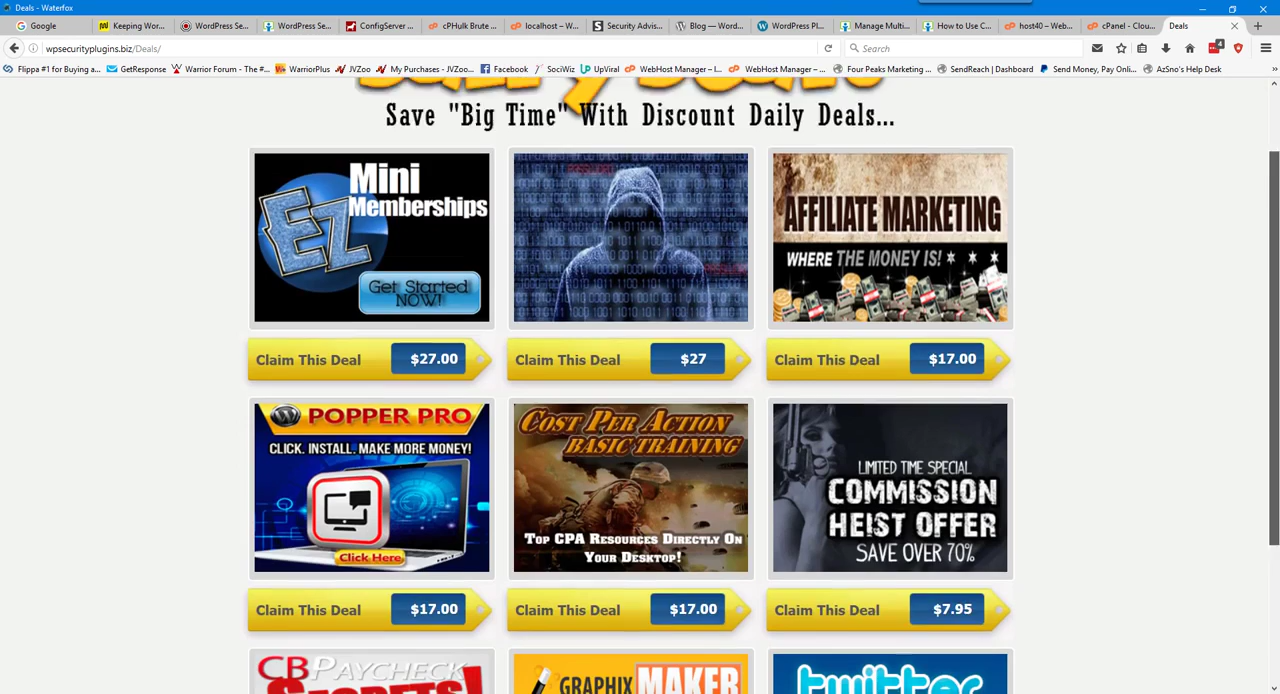 Deals - Waterfox
Google
Keeping Wor...
WordPress Se...
WordPress Se...
ConfigServer ...
cPHulk Brute ...
localhost – W...
Security Advis...
Blog — Word...
WordPress Pl...
Manage Multi...
How to Use C...
host40 – Web...
cPanel - Clou...
Deals
wpsecurityplugins.biz/Deals/
Search
4
Flippa #1 for Buying a...
GetResponse
Warrior Forum - The #...
WarriorPlus
JVZoo
My Purchases - JVZoo...
Facebook
SociWiz
UpViral
WebHost Manager – l...
WebHost Manager – ...
Four Peaks Marketing ...
SendReach | Dashboard
Send Money, Pay Onli...
AzSno's Help Desk
Save "Big Time" With Discount Daily Deals...
Mini
Memberships
EZ
Get Started
NOW!
AFFILIATE MARKETING
WHERE THE MONEY IS!
Claim This Deal $27.00
Claim This Deal $27
Claim This Deal $17.00
POPPER PRO
CLICK. INSTALL. MAKE MORE MONEY!
Click Here
COST PER ACTION
BASIC TRAINING
TOP CPA RESOURCES DIRECTLY ON
YOUR DESKTOP!
LIMITED TIME SPECIAL
COMMISSION
HEIST OFFER
SAVE OVER 70%
Claim This Deal $17.00
Claim This Deal $17.00
Claim This Deal $7.95
CBPAYCHECK
SECRETS!
GRAPHIX MAKER
twitter